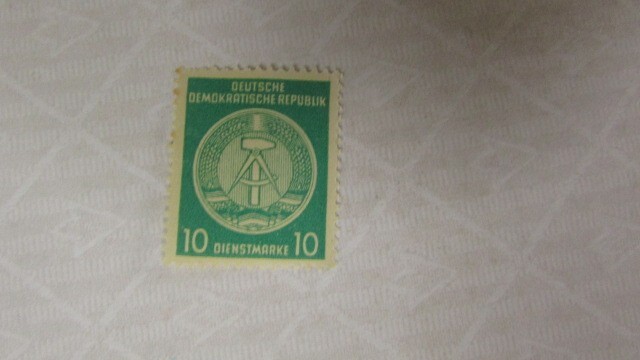 DEUTSCHE
DEMOKRATISCHE REPUBLIK
10 DIENSTMARKE 10